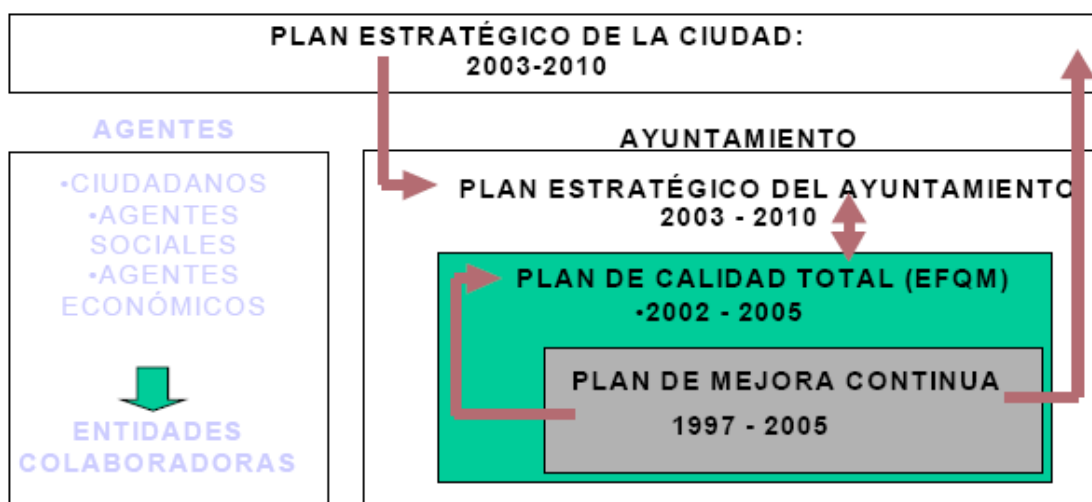 PLAN ESTRATÉGICO DE LA CIUDAD:
2003-2010
AGENTES
•CIUDADANOS
•AGENTES
SOCIALES
•AGENTES
ECONÓMICOS
ENTIDADES
COLABORADORAS
AYUNTAMIENTO
PLAN ESTRATÉGICO DEL AYUNTAMIENTO
2003 - 2010
PLAN DE CALIDAD TOTAL (EFQM)
•2002 - 2005
PLAN DE MEJORA CONTINUA
1997 - 2005